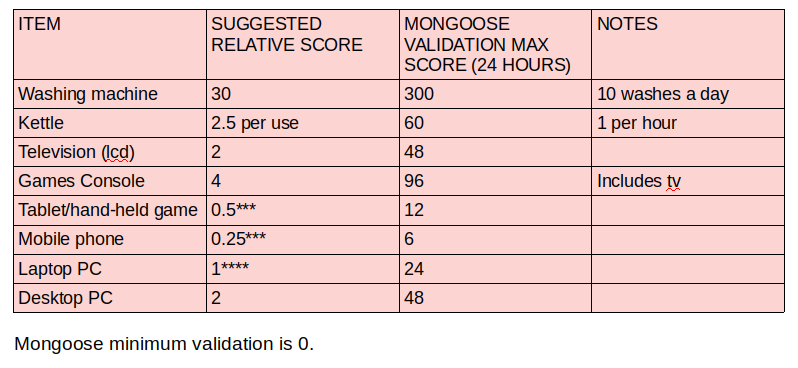 ITEM SUGGESTED RELATIVE SCORE MONGOOSE VALIDATION MAX SCORE (24 HOURS) NOTES
Washing machine 30 300 10 washes a day
Kettle 2.5 per use 60 1 per hour
Television (lcd) 2 48
Games Console 4 96 Includes tv
Tablet/hand-held game 0.5*** 12
Mobile phone 0.25*** 6
Laptop PC 1**** 24
Desktop PC 2 48
Mongoose minimum validation is 0.